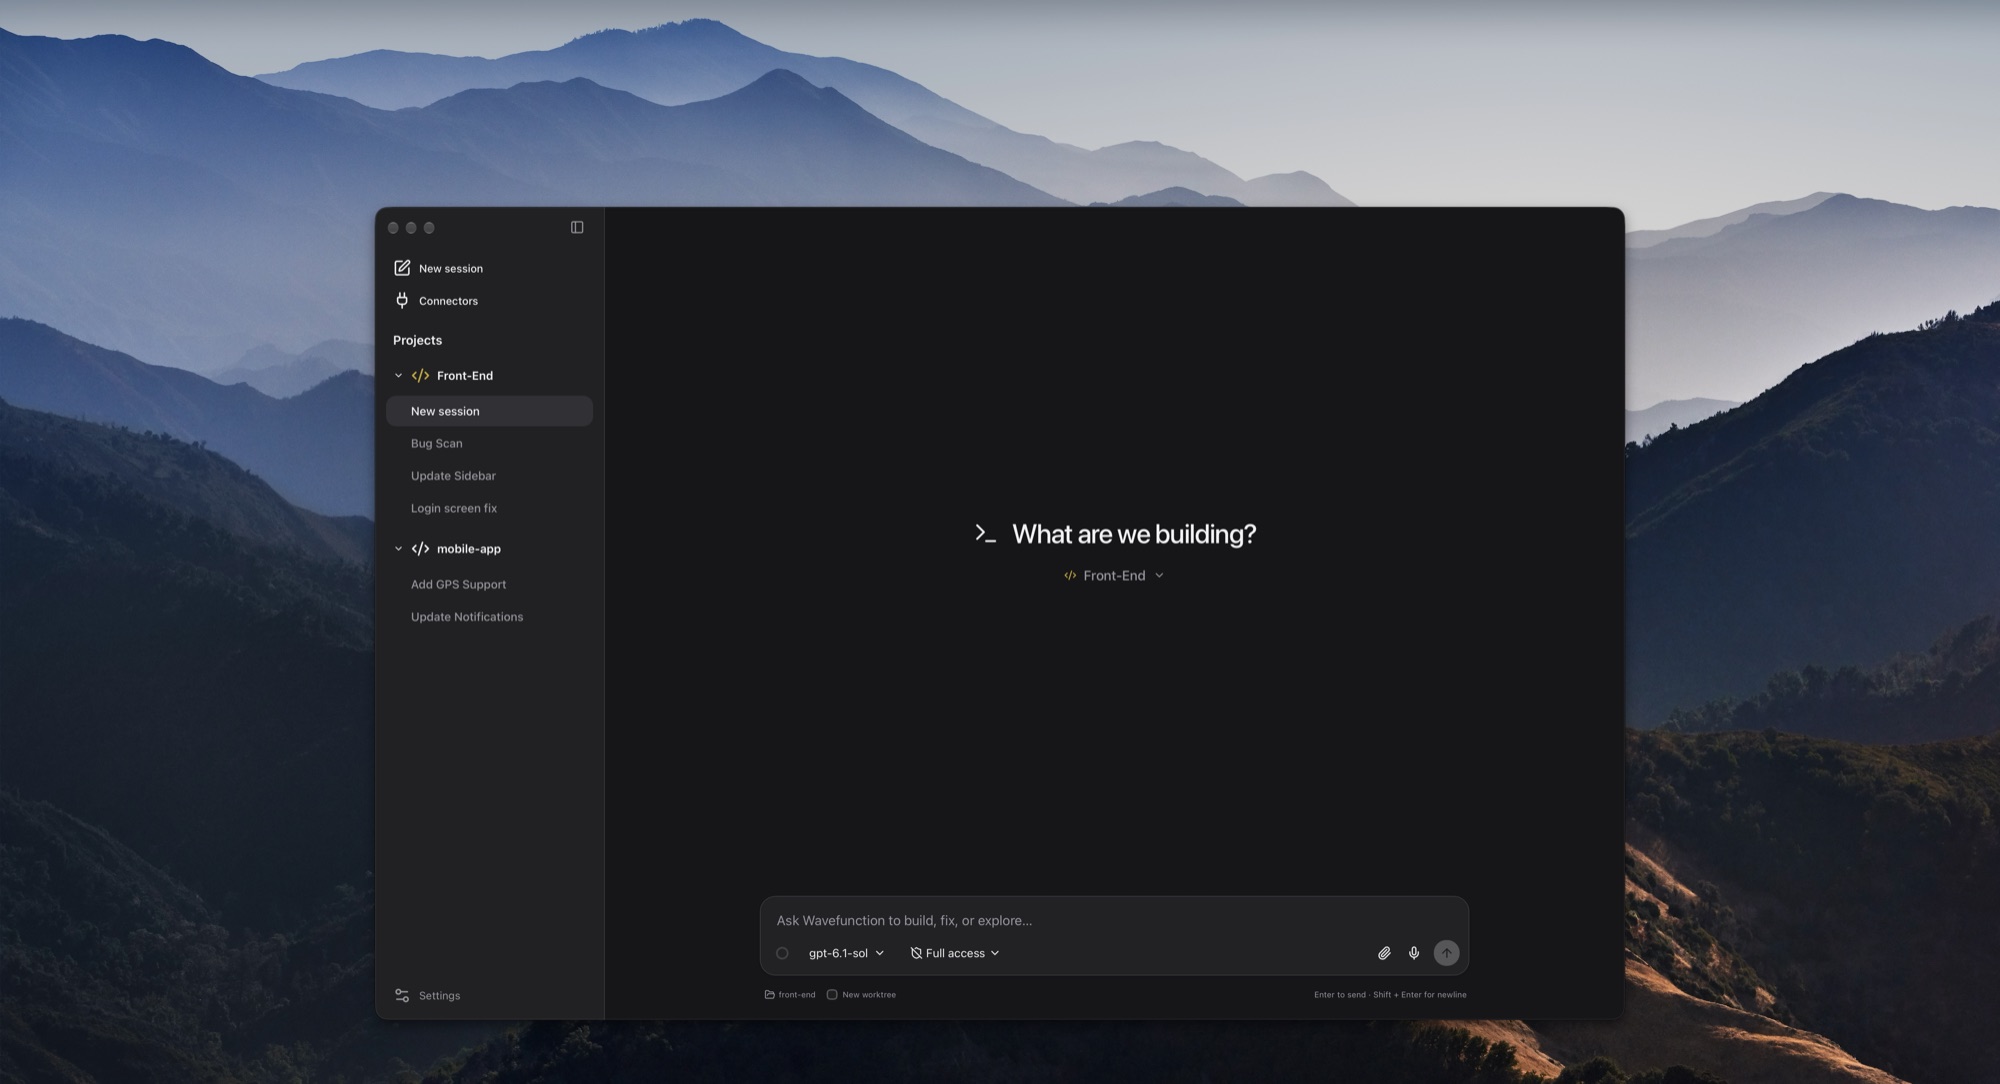 New session
Connectors
Projects
Front-End
New session
Bug Scan
Update Sidebar
Login screen fix
mobile-app
Add GPS Support
Update Notifications
Settings
What are we building?
Front-End
Ask Wavefunction to build, fix, or explore...
gpt-6.1-sol Full access
front-end New worktree Enter to send · Shift + Enter for newline